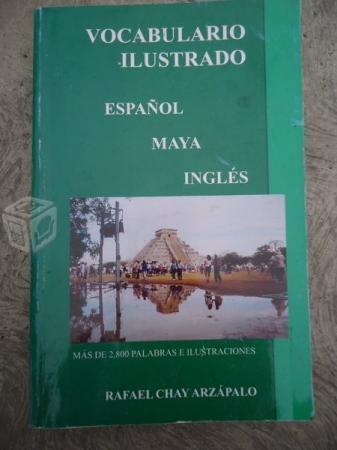 VOCABULARIO
ILUSTRADO
ESPAÑOL
MAYA
INGLÉS
MÁS DE 2,800 PALABRAS E ILUSTRACIONES
RAFAEL CHAY ARZÁPALO